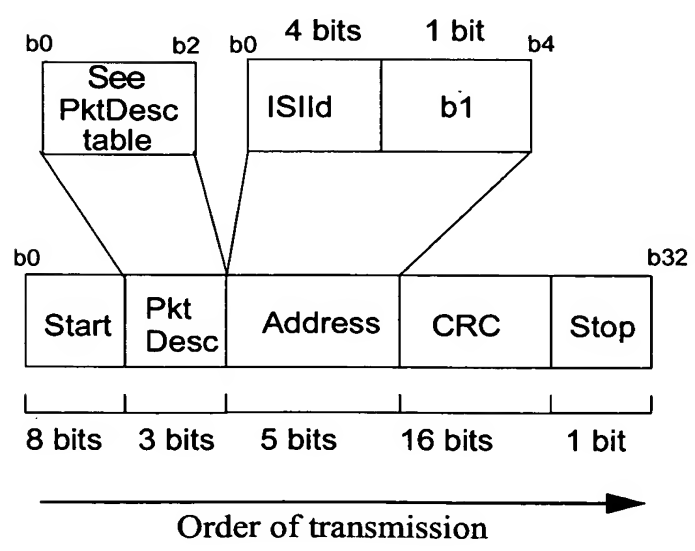 4 bits 1 bit
b0 b2 b0 b4
See
PktDesc
table
ISIId b1
b0 b32
Start Pkt
Desc Address CRC Stop
8 bits 3 bits 5 bits 16 bits 1 bit
Order of transmission